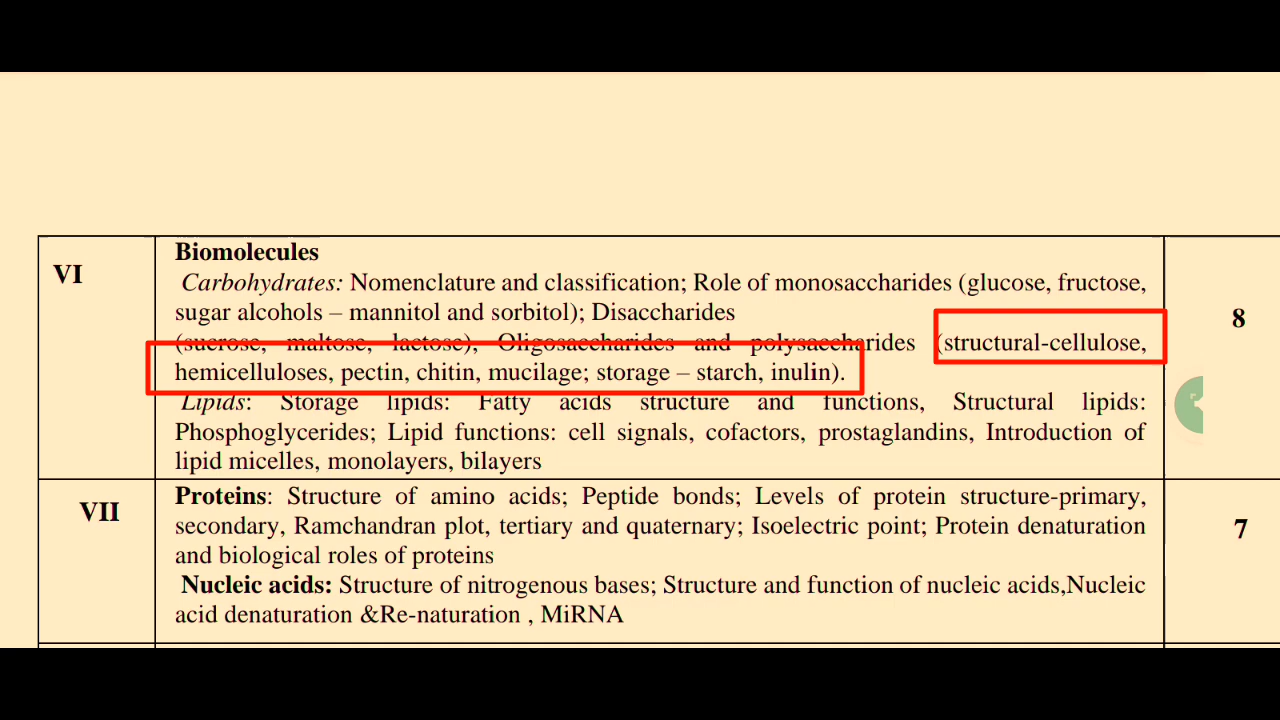 VI
Biomolecules
Carbohydrates: Nomenclature and classification; Role of monosaccharides (glucose, fructose,
sugar alcohols – mannitol and sorbitol); Disaccharides
(sucrose, maltose, lactose), Oligosaccharides and polysaccharides (structural-cellulose,
hemicelluloses, pectin, chitin, mucilage; storage – starch, inulin).
Lipids: Storage lipids: Fatty acids structure and functions, Structural lipids:
Phosphoglycerides; Lipid functions: cell signals, cofactors, prostaglandins, Introduction of
lipid micelles, monolayers, bilayers
8
VII
Proteins: Structure of amino acids; Peptide bonds; Levels of protein structure-primary,
secondary, Ramchandran plot, tertiary and quaternary; Isoelectric point; Protein denaturation
and biological roles of proteins
Nucleic acids: Structure of nitrogenous bases; Structure and function of nucleic acids,Nucleic
acid denaturation &Re-naturation , MiRNA
7